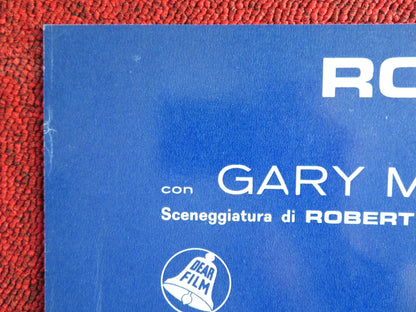 RO
con GARY M
Sceneggiatura di ROBERT
DEAR
FILM